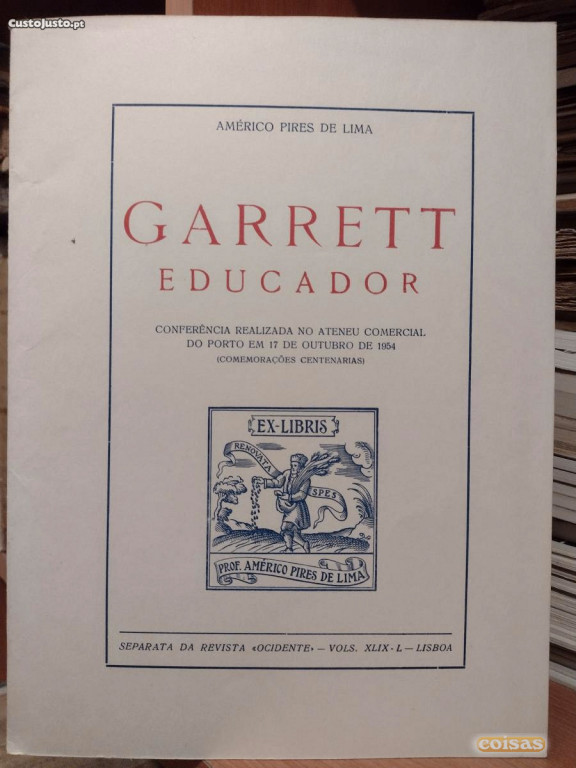 CustoJusto.pt
AMÉRICO PIRES DE LIMA
GARRETT
EDUCADOR
CONFERÊNCIA REALIZADA NO ATENEU COMERCIAL
DO PORTO EM 17 DE OUTUBRO DE 1954
(COMEMORAÇÕES CENTENARIAS)
EX-LIBRIS
RENOVATA
SPES
PROF. AMÉRICO PIRES DE LIMA
SEPARATA DA REVISTA «OCIDENTE» — VOLS. XLIX - L — LISBOA
coisas